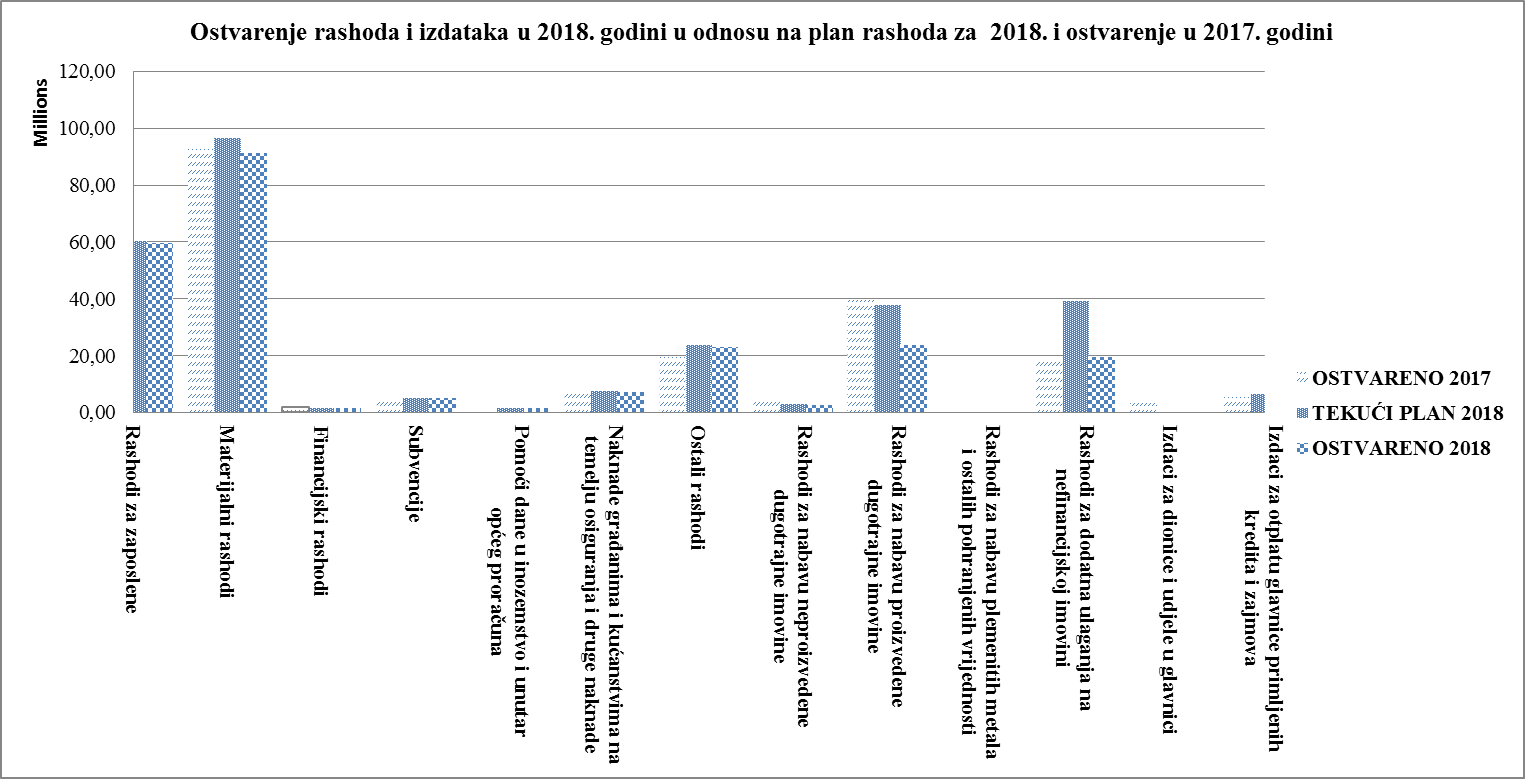 Ostvarenje rashoda i izdataka u 2018. godini u odnosu na plan rashoda za 2018. i ostvarenje u 2017. godini
Millions
120,00
100,00
80,00
60,00
40,00
20,00
0,00
Rashodi za zaposlene
Materijalni rashodi
Financijski rashodi
Subvencije
Pomoći dane u inozemstvo i unutar
općeg proračuna
Naknade građanima i kućanstvima na
temelju osiguranja i druge naknade
Ostali rashodi
Rashodi za nabavu neproizvedene
dugotrajne imovine
Rashodi za nabavu proizvedene
dugotrajne imovine
Rashodi za nabavu plemenitih metala
i ostalih pohranjenih vrijednosti
Rashodi za dodatna ulaganja na
nefinancijskoj imovini
Izdaci za dionice i udjele u glavnici
Izdaci za otplatu glavnice primljenih
kredita i zajmova
OSTVARENO 2017
TEKUĆI PLAN 2018
OSTVARENO 2018